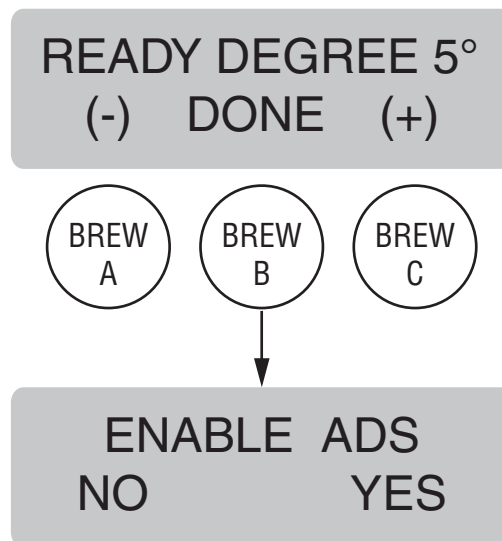 READY DEGREE 5°
(-) DONE (+)
BREW BREW BREW
A B C
ENABLE ADS
NO YES